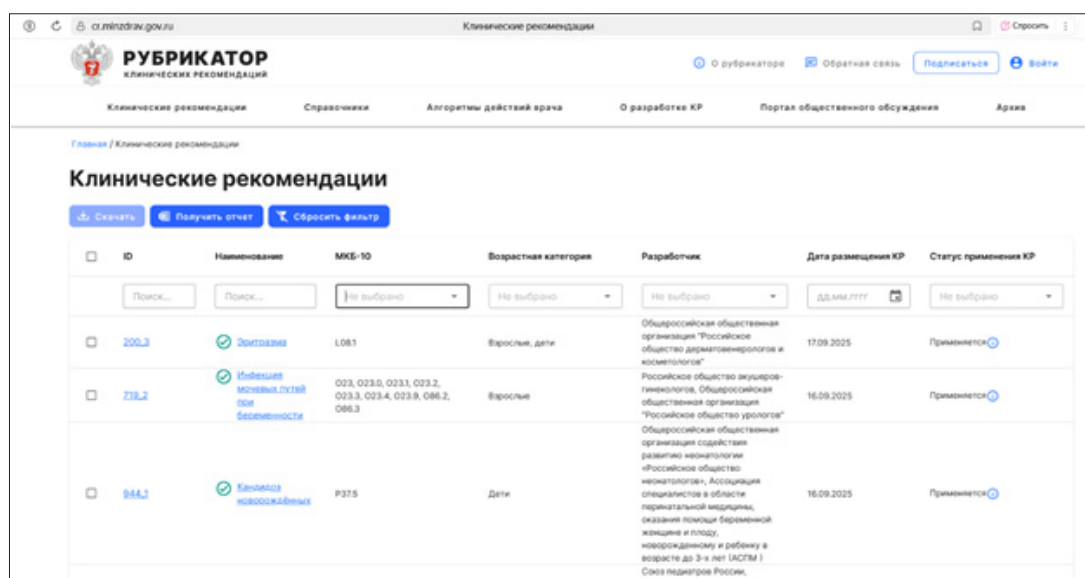 cr.minzdrav.gov.ru Клинические рекомендации Спросить
РУБРИКАТОР
КЛИНИЧЕСКИХ РЕКОМЕНДАЦИЙ
О рубрикаторе Обратная связь Подписаться Войти
Клинические рекомендации Справочники Алгоритмы действий врача О разработке КР Портал общественного обсуждения Архив
Главная / Клинические рекомендации
Клинические рекомендации
Скачать Получить отчет Сбросить фильтр
ID Наименование МКБ-10 Возрастная категория Разработчик Дата размещения КР Статус применения КР
Поиск... Поиск... Не выбрано Не выбрано Не выбрано дд.мм.гггг Не выбрано
200_3 Эритразма L08.1 Взрослые, дети
Общероссийская общественная
организация "Российское
общество дерматовенерологов и
косметологов"
17.09.2025 Применяется
719_2
Инфекция
мочевых путей
при
беременности
O23, O23.0, O23.1, O23.2,
O23.3, O23.4, O23.9, O86.2,
O86.3
Взрослые
Российское общество акушеров-
гинекологов, Общероссийская
общественная организация
"Российское общество урологов"
16.09.2025 Применяется
944_1
Кандидоз
новорождённых
P37.5 Дети
Общероссийская общественная
организация содействия
развитию неонатологии
«Российское общество
неонатологов», Ассоциация
специалистов в области
перинатальной медицины,
оказания помощи беременной
женщине и плоду,
новорожденному и ребенку в
возрасте до 3-х лет (АСПМ )
16.09.2025 Применяется
Союз педиатров России,